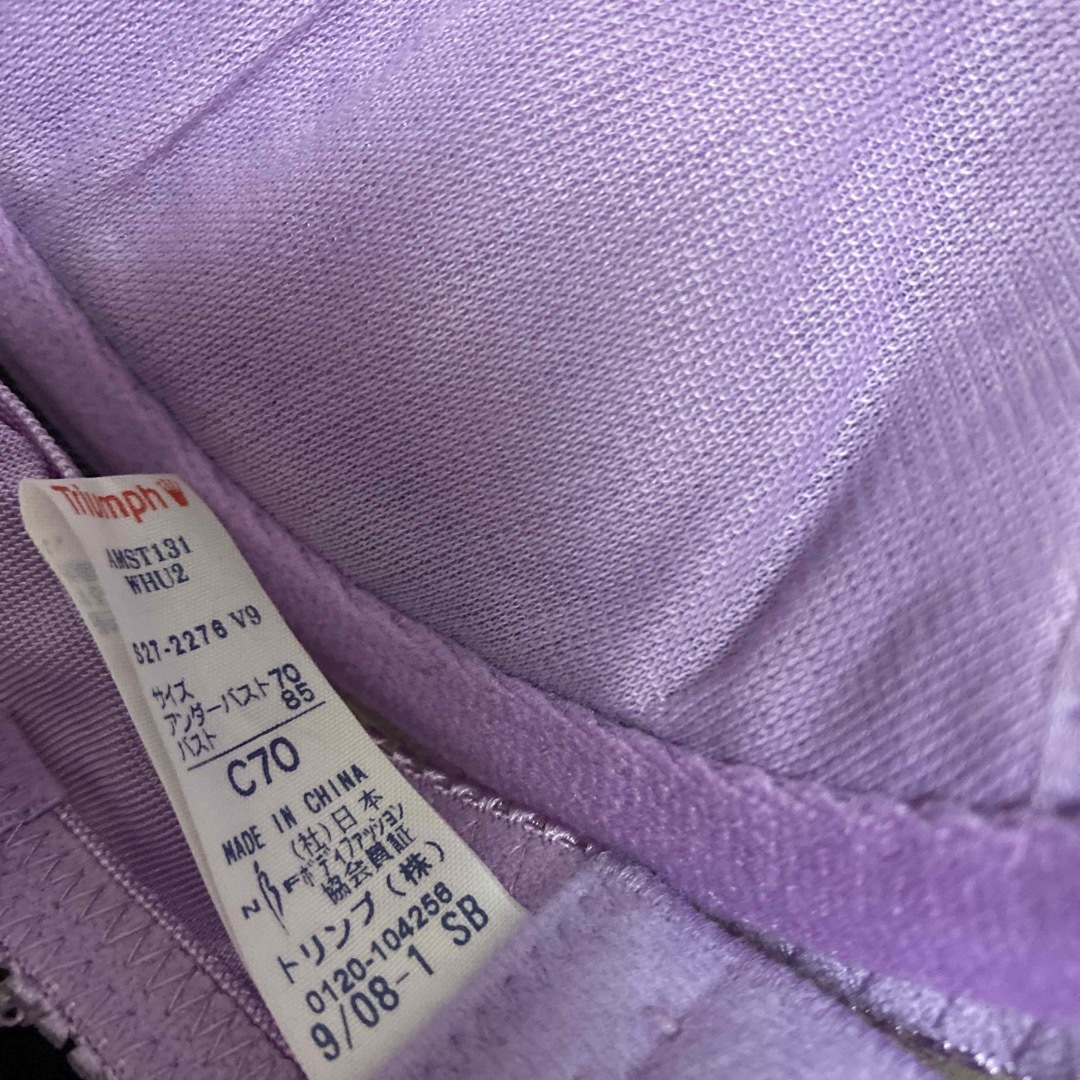 Triumph
AMST131
WHU2
S27-2276 V9
サイズ
アンダーバスト 70
バスト 85
C70
MADE IN CHINA
(社)日本
NBF ボディファッション
協会員証
トリンプ(株)
0120-104256
9/08-1 SB